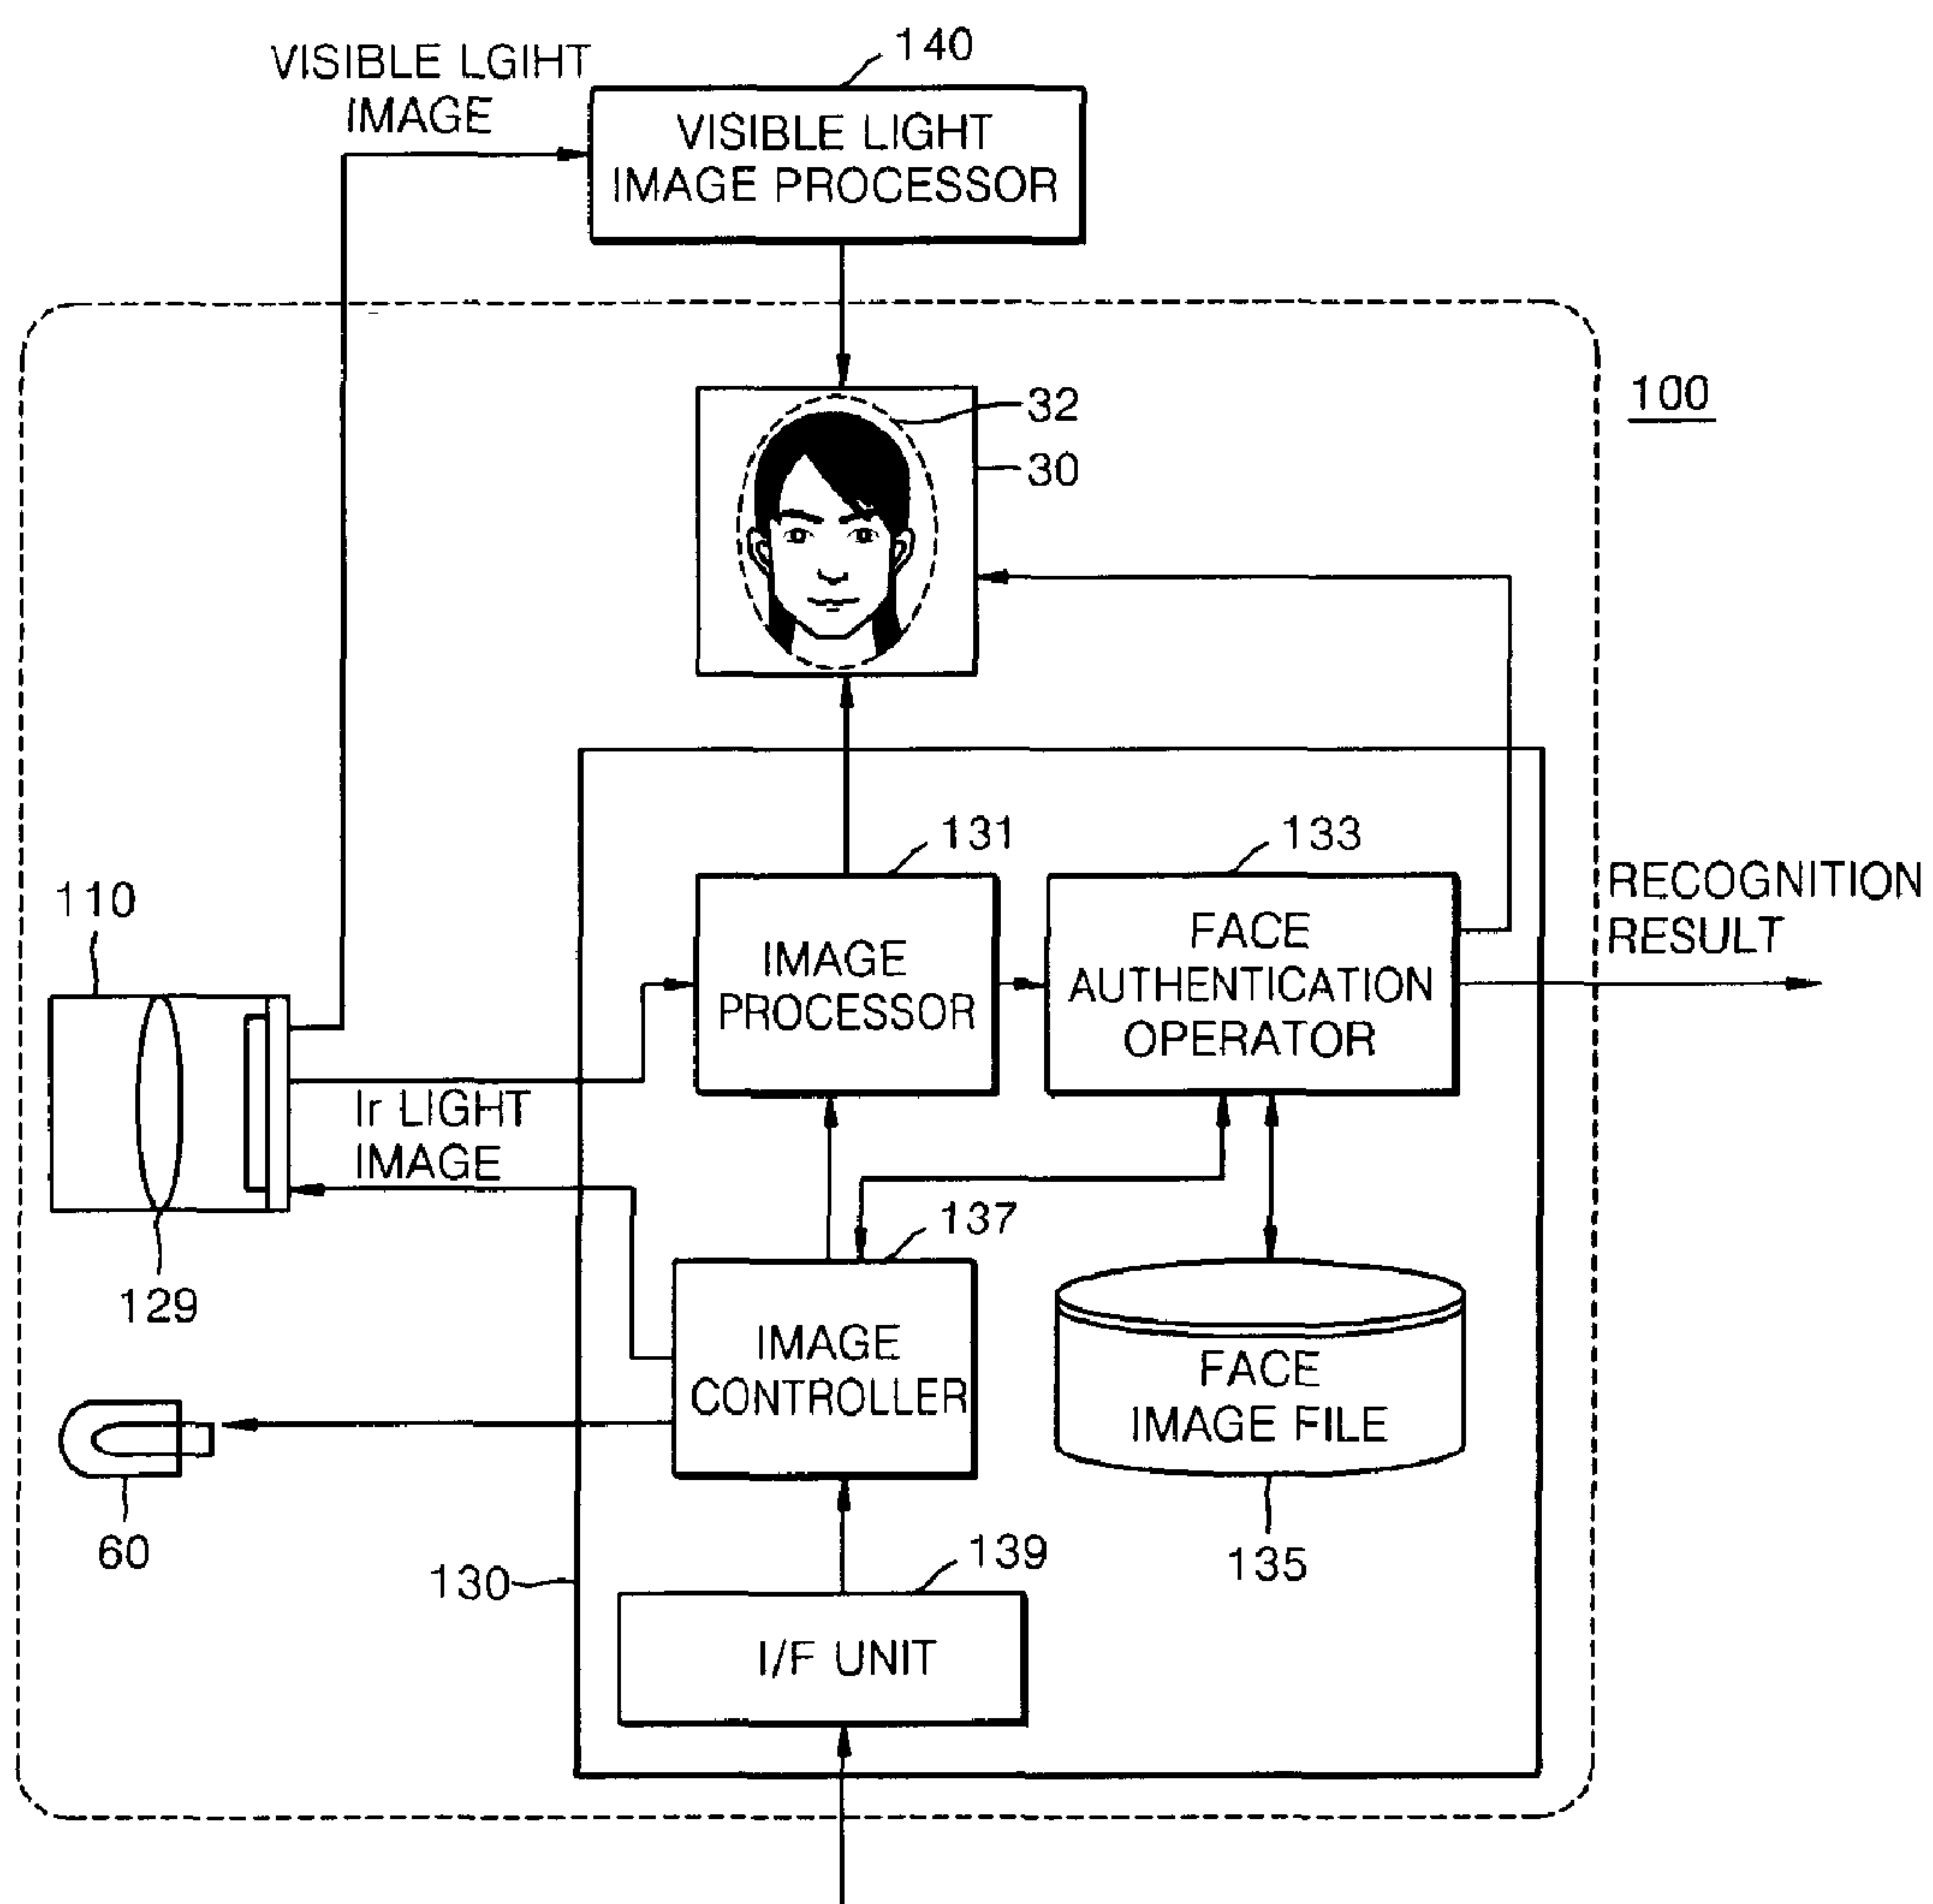 140
VISIBLE LGIHT
IMAGE
VISIBLE LIGHT
IMAGE PROCESSOR
100
32
30
131
133
110
RECOGNITION
RESULT
IMAGE
PROCESSOR
FACE
AUTHENTICATION
OPERATOR
Ir LIGHT
IMAGE
137
129
IMAGE
CONTROLLER
FACE
IMAGE FILE
60
139
135
130
I/F UNIT